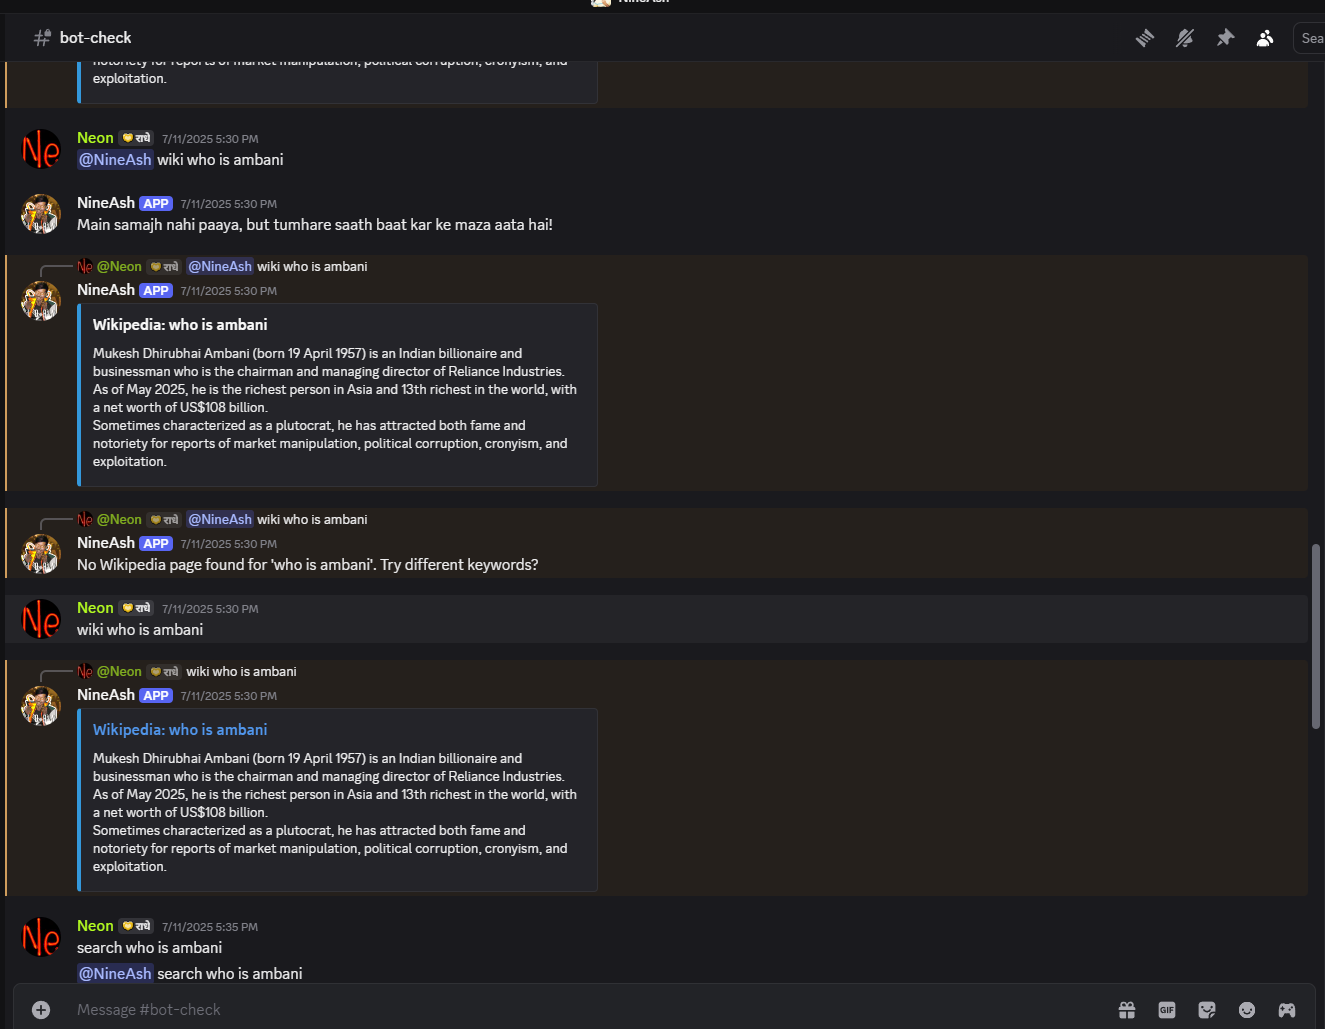 NineAsh
bot-check
Sea
notoriety for reports of market manipulation, political corruption, cronyism, and
exploitation.
Neon राधे 7/11/2025 5:30 PM
@NineAsh wiki who is ambani
NineAsh APP 7/11/2025 5:30 PM
Main samajh nahi paaya, but tumhare saath baat kar ke maza aata hai!
Ne @Neon राधे @NineAsh wiki who is ambani
NineAsh APP 7/11/2025 5:30 PM
Wikipedia: who is ambani
Mukesh Dhirubhai Ambani (born 19 April 1957) is an Indian billionaire and
businessman who is the chairman and managing director of Reliance Industries.
As of May 2025, he is the richest person in Asia and 13th richest in the world, with
a net worth of US$108 billion.
Sometimes characterized as a plutocrat, he has attracted both fame and
notoriety for reports of market manipulation, political corruption, cronyism, and
exploitation.
Ne @Neon राधे @NineAsh wiki who is ambani
NineAsh APP 7/11/2025 5:30 PM
No Wikipedia page found for 'who is ambani'. Try different keywords?
Ne Neon राधे 7/11/2025 5:30 PM
wiki who is ambani
Ne @Neon राधे wiki who is ambani
NineAsh APP 7/11/2025 5:30 PM
Wikipedia: who is ambani
Mukesh Dhirubhai Ambani (born 19 April 1957) is an Indian billionaire and
businessman who is the chairman and managing director of Reliance Industries.
As of May 2025, he is the richest person in Asia and 13th richest in the world, with
a net worth of US$108 billion.
Sometimes characterized as a plutocrat, he has attracted both fame and
notoriety for reports of market manipulation, political corruption, cronyism, and
exploitation.
Ne Neon राधे 7/11/2025 5:35 PM
search who is ambani
@NineAsh search who is ambani
Message #bot-check
GIF